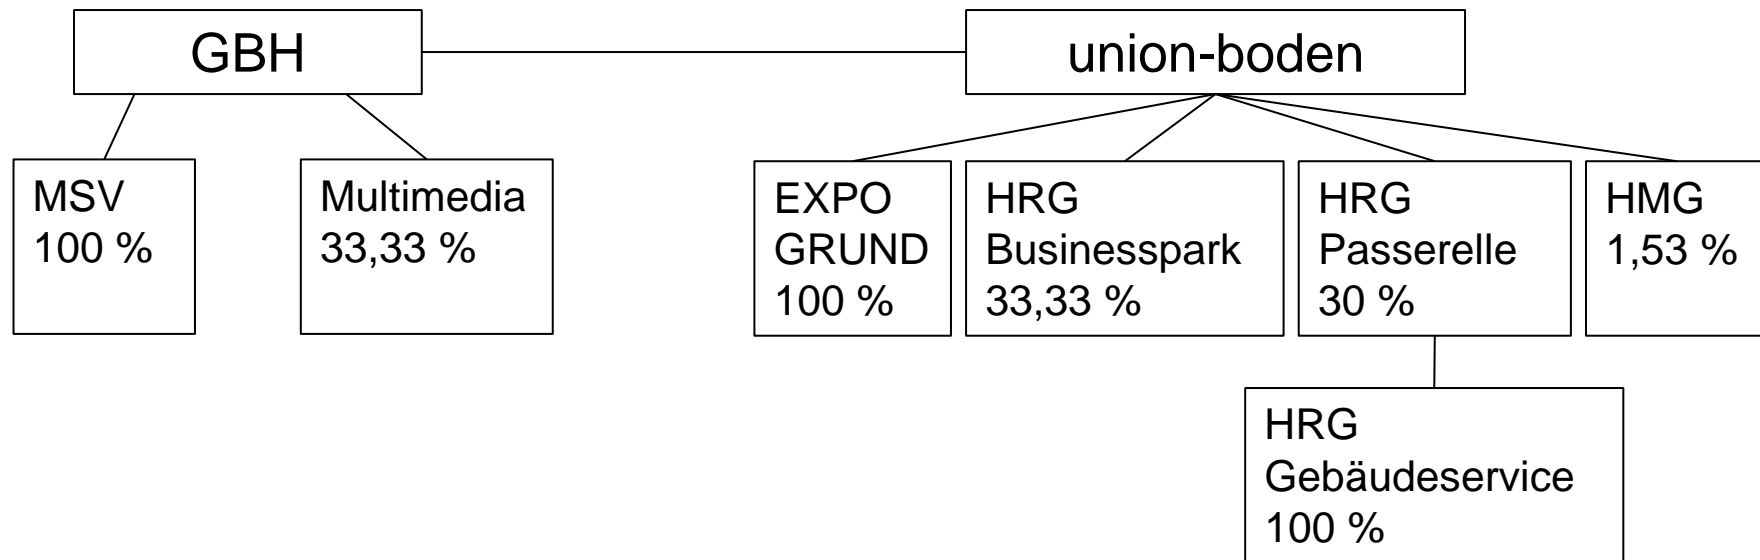 GBH
union-boden
MSV
100 %
Multimedia
33,33 %
EXPO
GRUND
100 %
HRG
Businesspark
33,33 %
HRG
Passerelle
30 %
HMG
1,53 %
HRG
Gebäudeservice
100 %